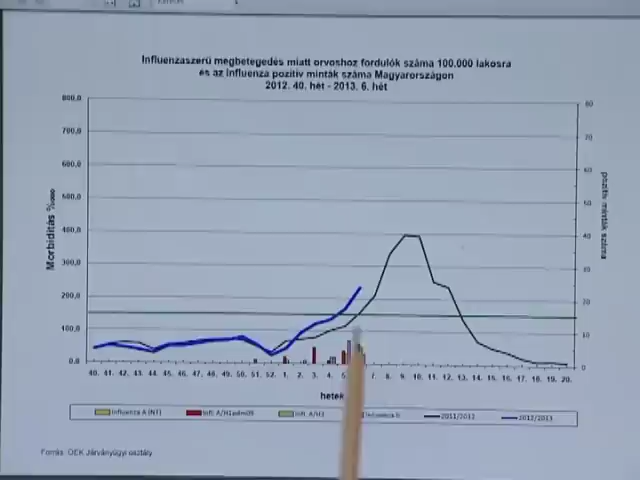 Influenzaszerű megbetegedés miatt orvoshoz fordulók száma 100.000 lakosra
és az influenza pozitív minták száma Magyarországon
2012. 40. hét - 2013. 6. hét
800,0
700,0
600,0
500,0
400,0
300,0
200,0
100,0
0,0
Morbiditás
80
70
60
50
40
30
20
10
0
pozitív minták száma
40. 41. 42. 43. 44. 45. 46. 47. 48. 49. 50. 51. 52. 1. 2. 3. 4. 5. 7. 8. 9. 10. 11. 12. 13. 14. 15. 16. 17. 18. 19. 20.
hetek
Influenza A (NT) Infl. A/H1pdm09 Infl. A/H3 2011/2012 2012/2013
Forrás: OEK Járványügyi osztály